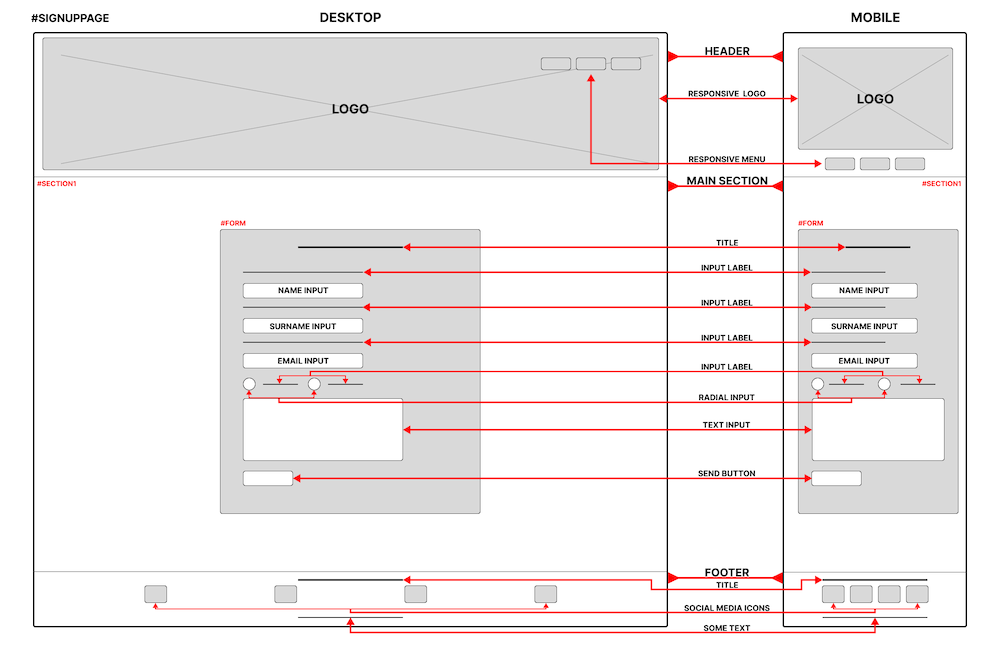 #SIGNUPPAGE
DESKTOP
MOBILE
HEADER
LOGO
RESPONSIVE LOGO
LOGO
RESPONSIVE MENU
#SECTION1
MAIN SECTION
#SECTION1
#FORM
#FORM
TITLE
INPUT LABEL
NAME INPUT
NAME INPUT
INPUT LABEL
SURNAME INPUT
SURNAME INPUT
INPUT LABEL
EMAIL INPUT
EMAIL INPUT
INPUT LABEL
RADIAL INPUT
TEXT INPUT
SEND BUTTON
FOOTER
TITLE
SOCIAL MEDIA ICONS
SOME TEXT